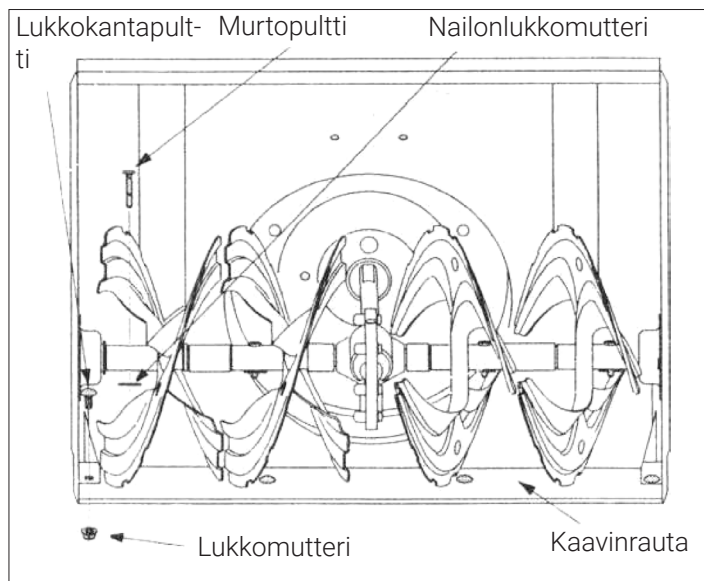 Lukkokantapult-
ti
Murtopultti
Nailonlukkomutteri
Lukkomutteri
Kaavinrauta